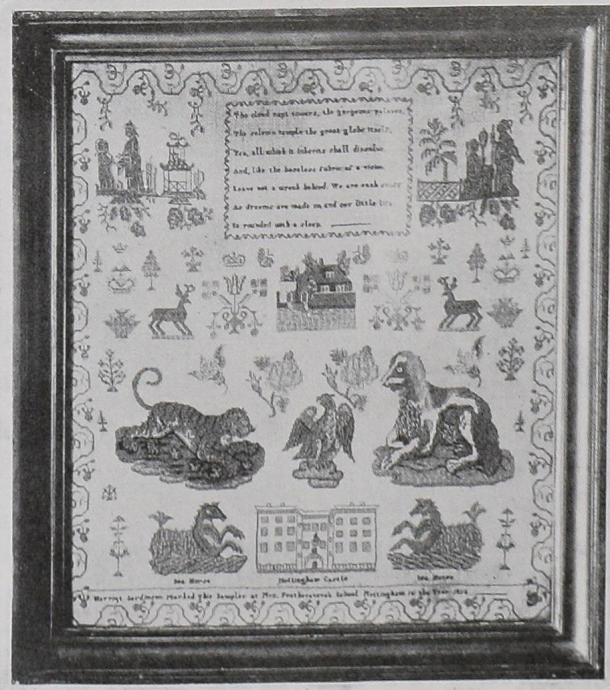 The cloud capt towers, the gorgeous palaces,
The solemn temple the great globe itself,
Yea, all which it inherits shall dissolve
And, like the baseless fabric of a vision
Leave not a wreck behind. We are such
As dreams are made on and our little life
Is rounded with a sleep.
Sea Horse
Nottingham Castle
Sea Horse
Marked this Sampler at Mrs. School Nottingham in the Year